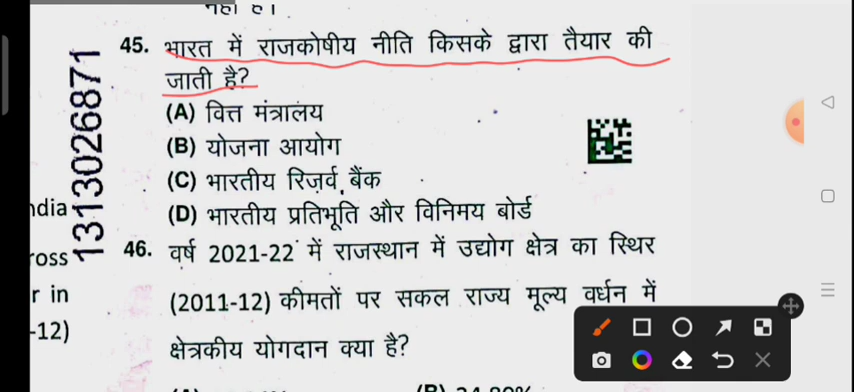 45. भारत में राजकोषीय नीति किसके द्वारा तैयार की
जाती है?
(A) वित्त मंत्रालय
(B) योजना आयोग
(C) भारतीय रिज़र्व बैंक
(D) भारतीय प्रतिभूति और विनिमय बोर्ड
46. वर्ष 2021-22 में राजस्थान में उद्योग क्षेत्र का स्थिर
(2011-12) कीमतों पर सकल राज्य मूल्य वर्धन में
क्षेत्रकीय योगदान क्या है?
1313026871
ndia
ross
r in
-12)